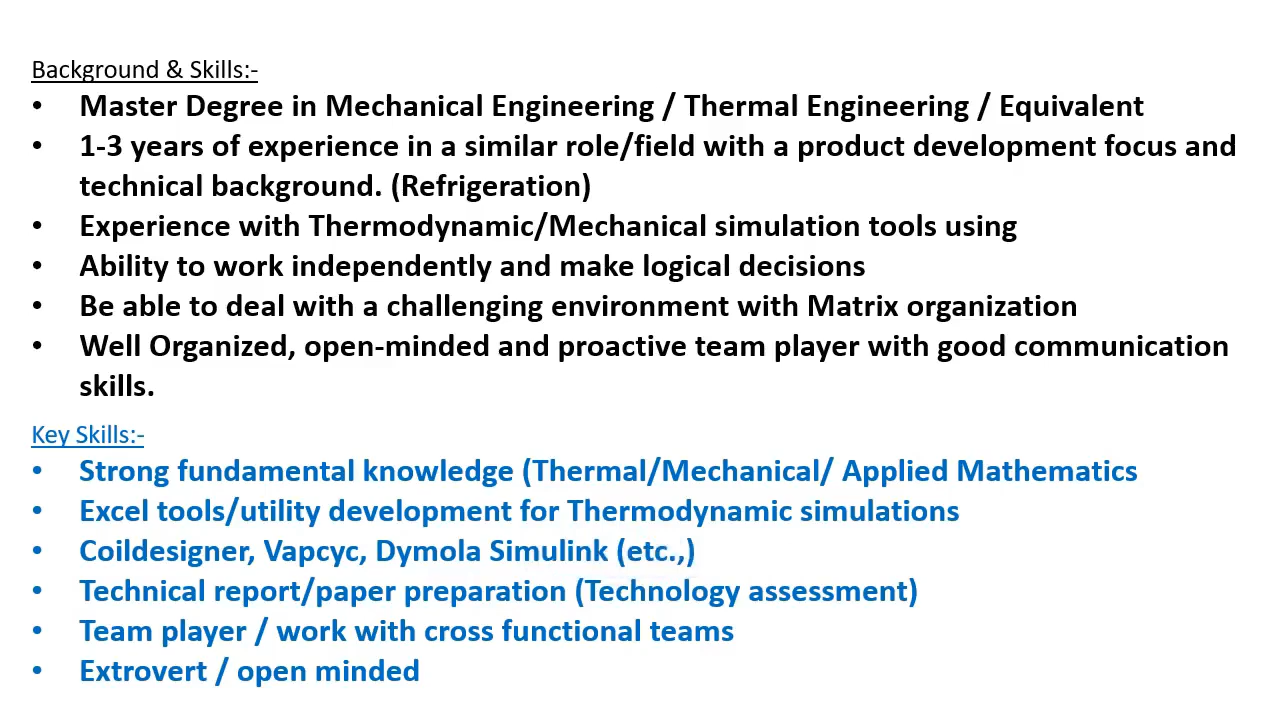 Background & Skills:-
• Master Degree in Mechanical Engineering / Thermal Engineering / Equivalent
• 1-3 years of experience in a similar role/field with a product development focus and
technical background. (Refrigeration)
• Experience with Thermodynamic/Mechanical simulation tools using
• Ability to work independently and make logical decisions
• Be able to deal with a challenging environment with Matrix organization
• Well Organized, open-minded and proactive team player with good communication
skills.
Key Skills:-
• Strong fundamental knowledge (Thermal/Mechanical/ Applied Mathematics
• Excel tools/utility development for Thermodynamic simulations
• Coildesigner, Vapcyc, Dymola Simulink (etc.,)
• Technical report/paper preparation (Technology assessment)
• Team player / work with cross functional teams
• Extrovert / open minded